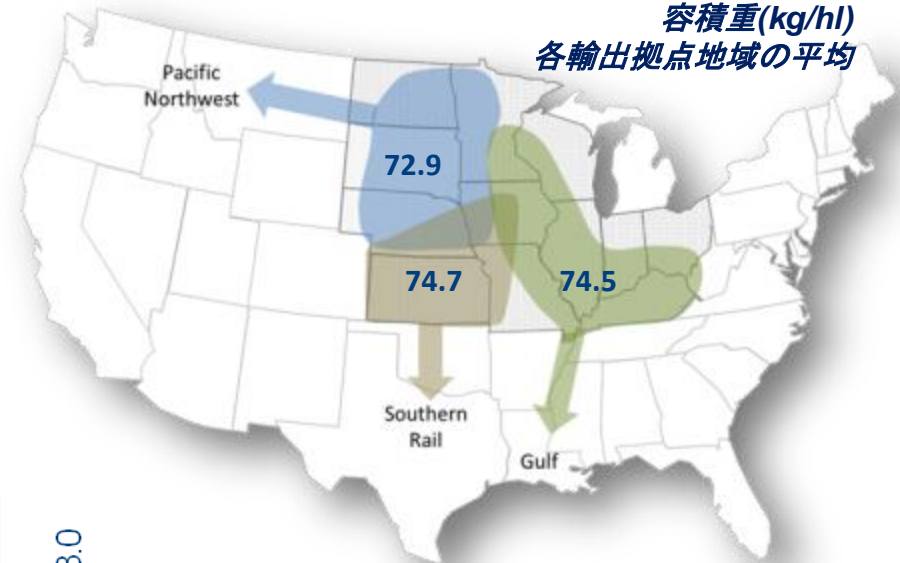 容積重(kg/hl)
各輸出拠点地域の平均
Pacific
Northwest
72.9
74.7
74.5
Southern
Rail
Gulf